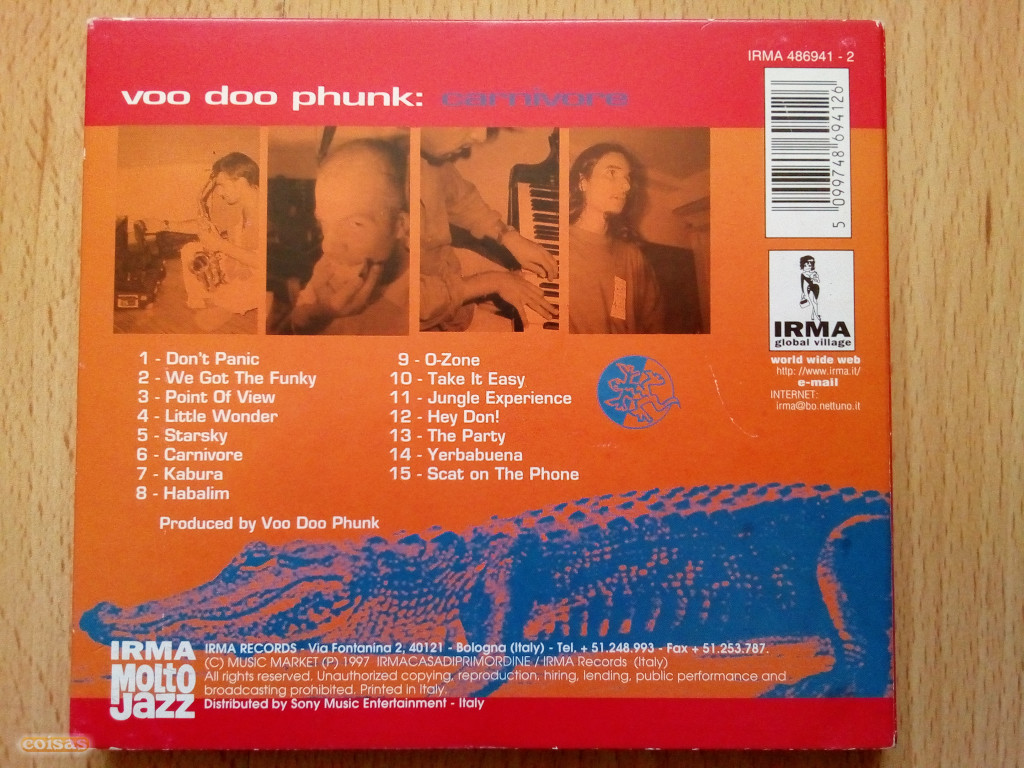 IRMA 486941 - 2
voo doo phunk: carnivore
5 099748 694126
IRMA
global village
world wide web
http: //www.irma.it/
e-mail
INTERNET:
irma@bo.nettuno.it
1 - Don't Panic
2 - We Got The Funky
3 - Point Of View
4 - Little Wonder
5 - Starsky
6 - Carnivore
7 - Kabura
8 - Habalim
9 - O-Zone
10 - Take It Easy
11 - Jungle Experience
12 - Hey Don!
13 - The Party
14 - Yerbabuena
15 - Scat on The Phone
Produced by Voo Doo Phunk
IRMA
Molto
Jazz
IRMA RECORDS - Via Fontanina 2, 40121 - Bologna (Italy) - Tel. + 51.248.993 - Fax + 51.253.787.
(C) MUSIC MARKET (P) 1997 IRMACASADIPRIMORDINE / IRMA Records (Italy)
All rights reserved. Unauthorized copying, reproduction. hiring, lending, public performance and
broadcasting prohibited. Printed in Italy.
Distributed by Sony Music Entertainment - Italy
coisas